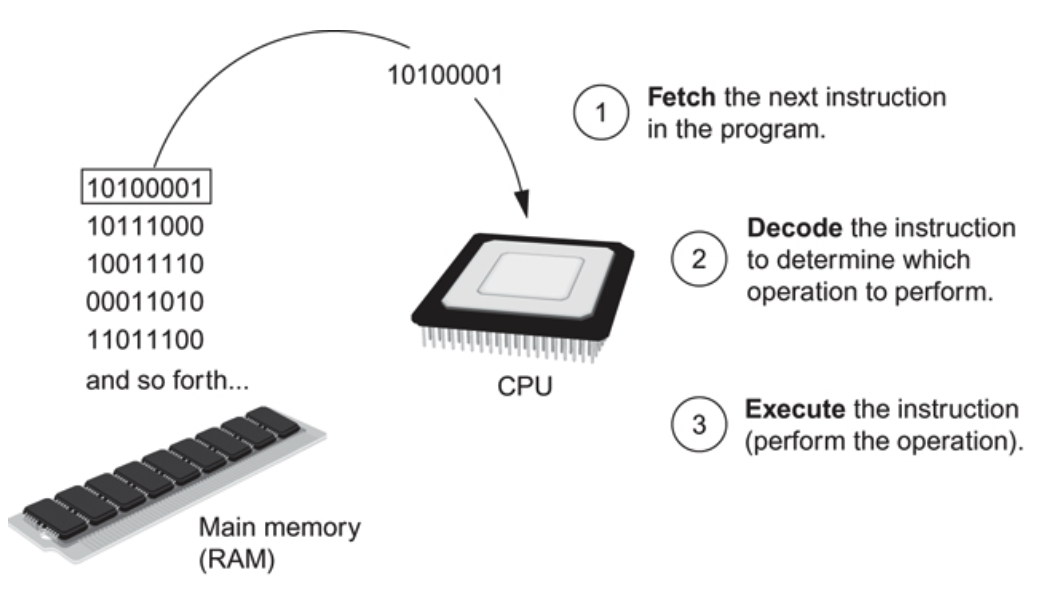 10100001
10100001
10111000
10011110
00011010
11011100
and so forth...
Main memory
(RAM)
CPU
1
Fetch the next instruction
in the program.
2
Decode the instruction
to determine which
operation to perform.
3
Execute the instruction
(perform the operation).